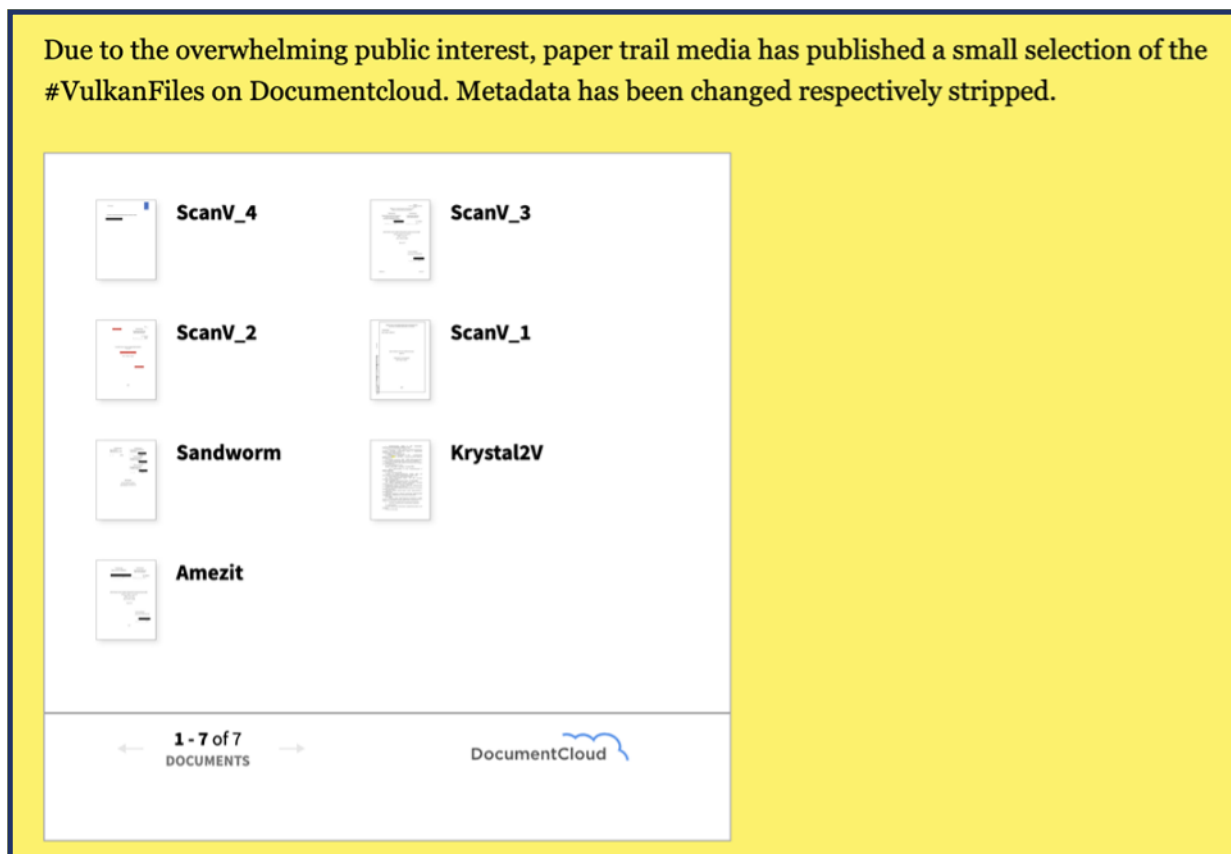 Due to the overwhelming public interest, paper trail media has published a small selection of the
#VulkanFiles on Documentcloud. Metadata has been changed respectively stripped.
ScanV_4
ScanV_3
ScanV_2
ScanV_1
Sandworm
Krystal2V
Amezit
1 - 7 of 7
DOCUMENTS
DocumentCloud